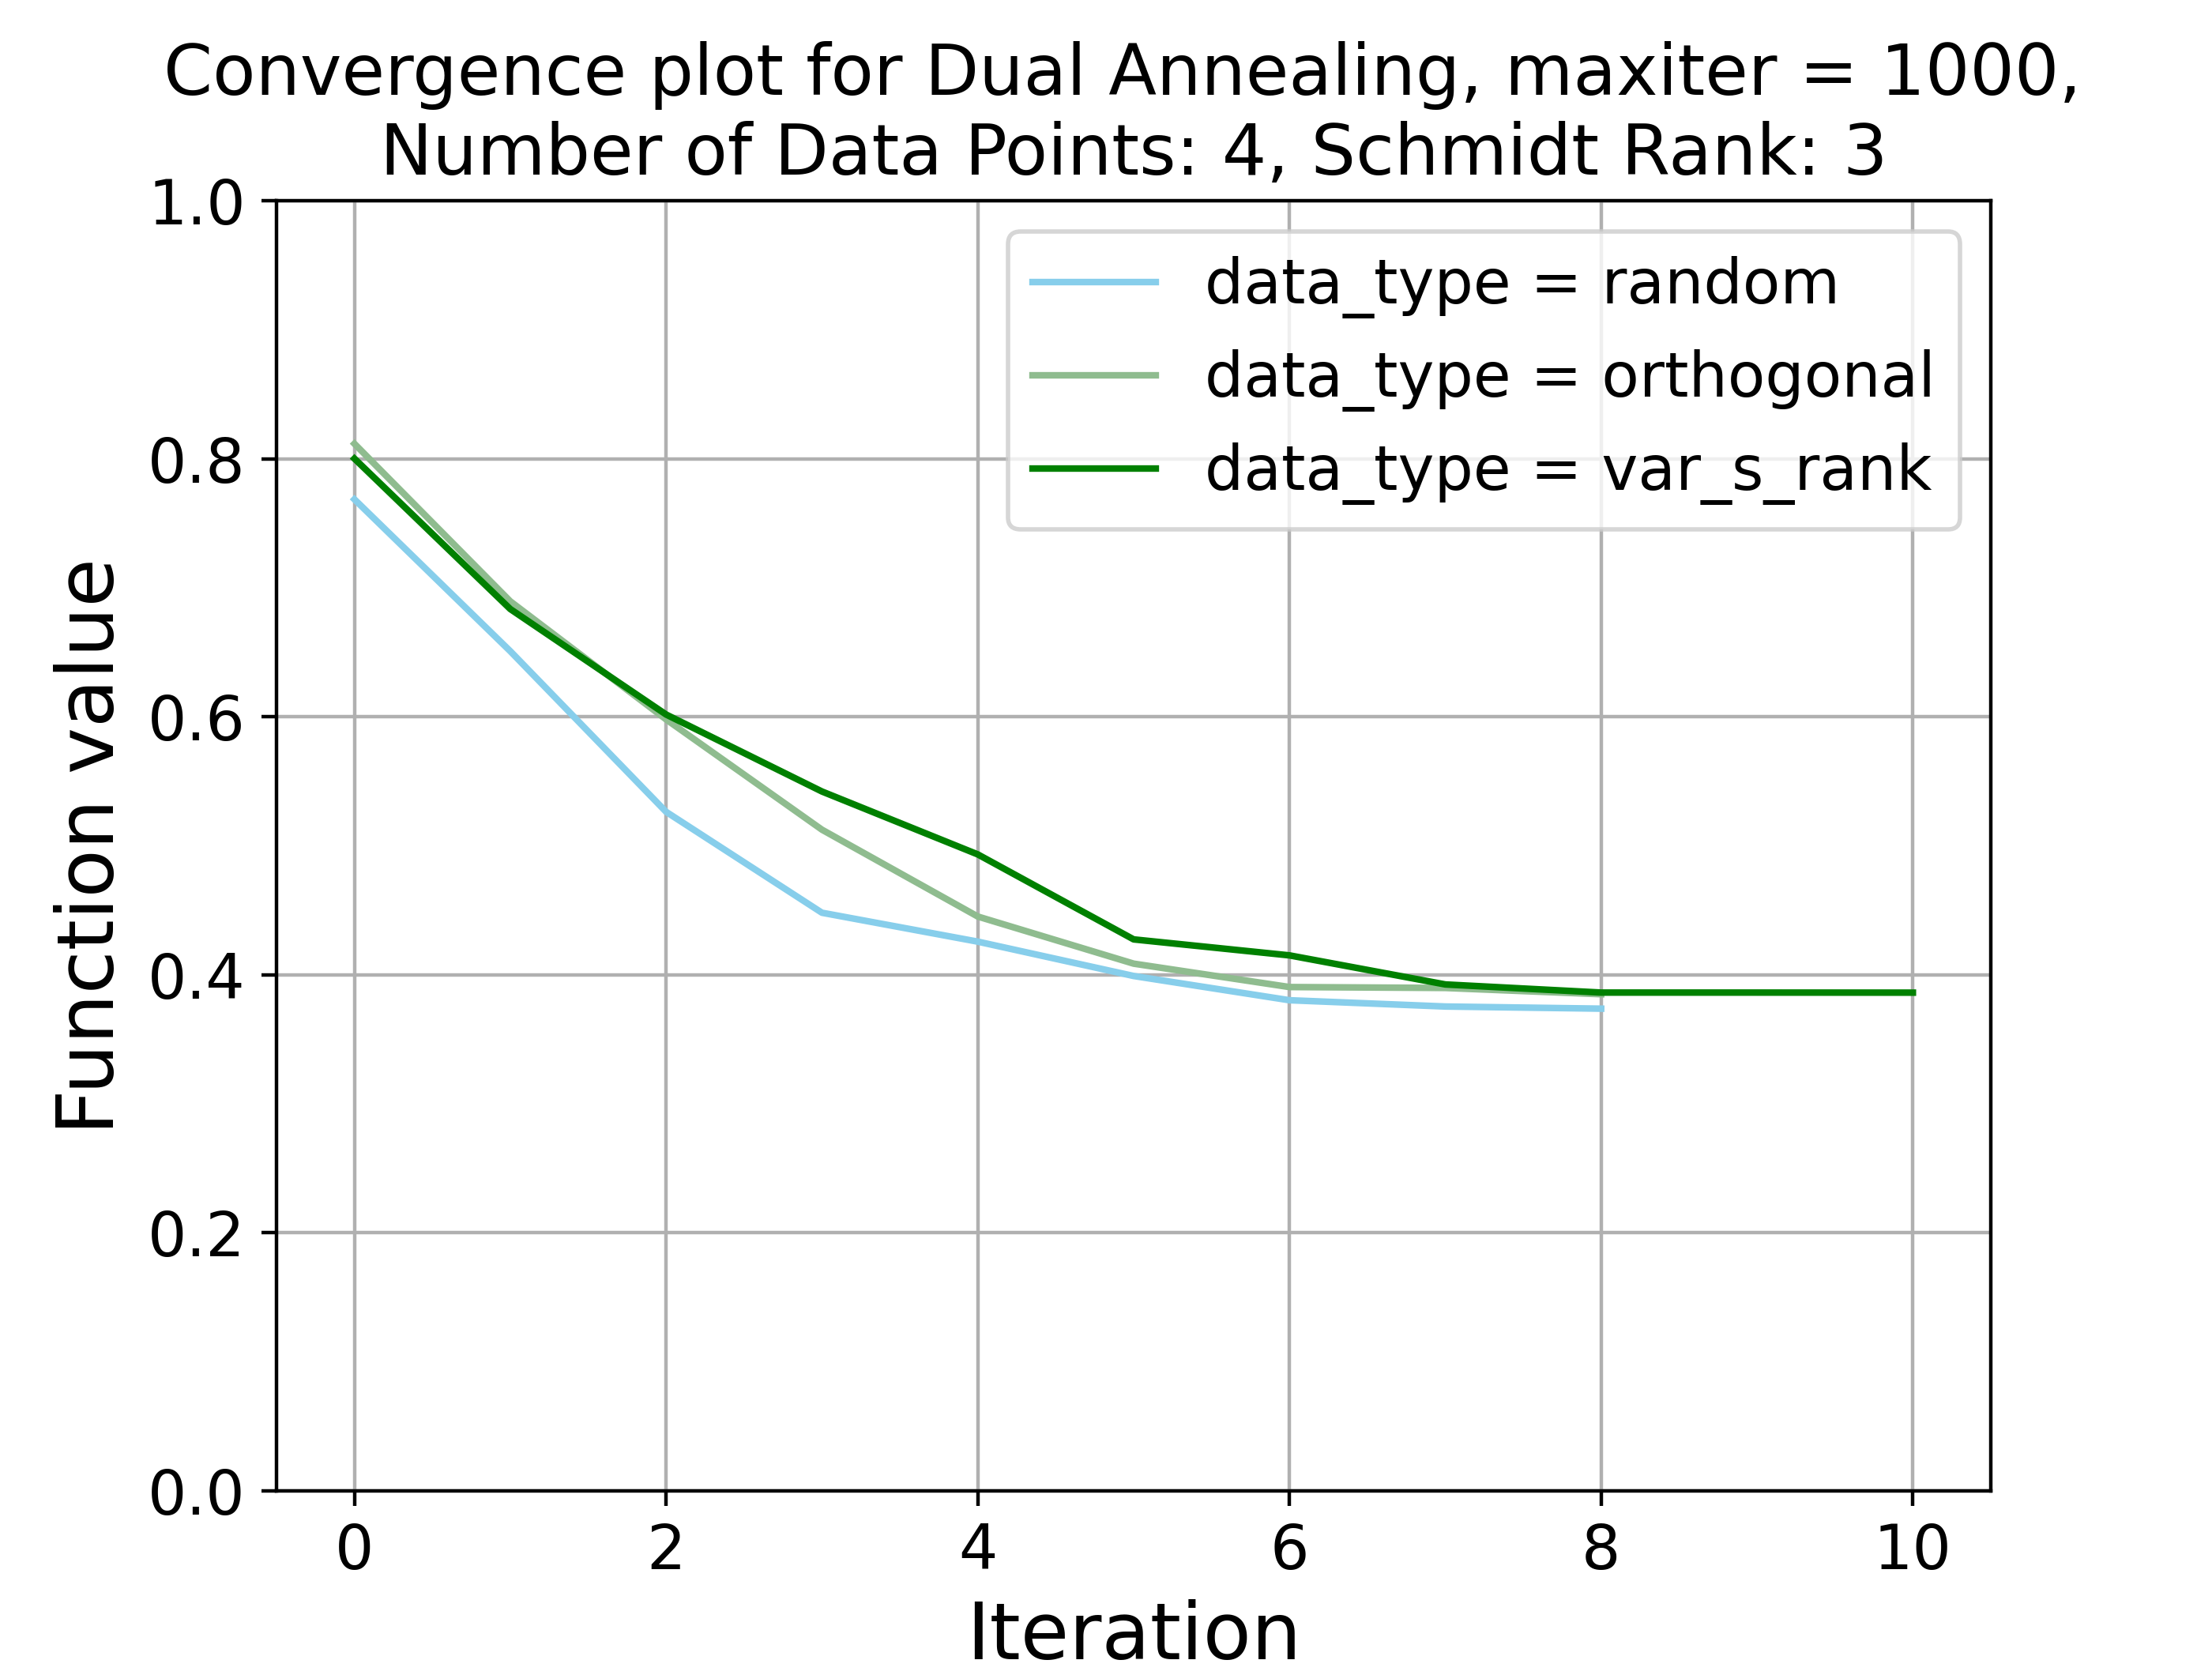 Convergence plot for Dual Annealing, maxiter = 1000,
Number of Data Points: 4, Schmidt Rank: 3
1.0
0.8
0.6
0.4
0.2
0.0
Function value
data_type = random
data_type = orthogonal
data_type = var_s_rank
0 2 4 6 8 10
Iteration